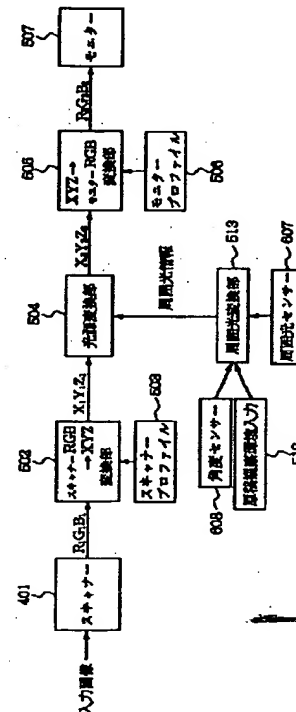 入力画像
401
スキャナー
R₁G₁B₁
502
スキャナーRGB
→XYZ
変換部
503
スキャナー
プロファイル
X₁Y₁Z₁
504
光源変換部
X₂Y₂Z₂
505
XYZ→
モニターRGB
変換部
506
モニター
プロファイル
R₂G₂B₂
507
モニター
周囲光情報
513
周囲光変換部
608
角度センサー
原稿観察環境入力
607
周囲光センサー